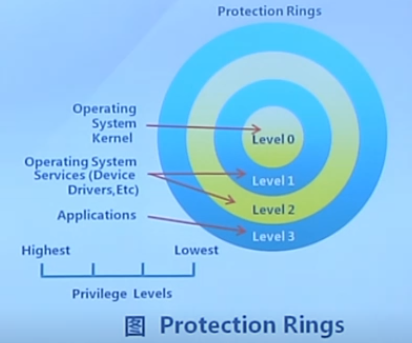 Protection Rings
Operating
System
Kernel
Level 0
Operating System
Services (Device
Drivers,Etc)
Level 1
Level 2
Applications
Level 3
Highest
Lowest
Privilege Levels
图 Protection Rings